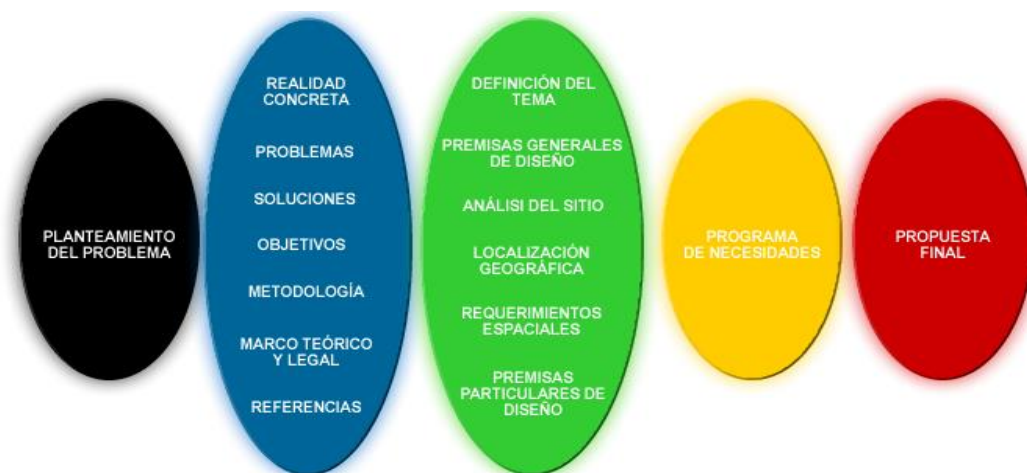 PLANTEAMIENTO
DEL PROBLEMA
REALIDAD
CONCRETA
PROBLEMAS
SOLUCIONES
OBJETIVOS
METODOLOGÍA
MARCO TEÓRICO
Y LEGAL
REFERENCIAS
DEFINICIÓN DEL
TEMA
PREMISAS GENERALES
DE DISEÑO
ANÁLISI DEL SITIO
LOCALIZACIÓN
GEOGRÁFICA
REQUERIMIENTOS
ESPACIALES
PREMISAS
PARTICULARES DE
DISEÑO
PROGRAMA
DE NECESIDADES
PROPUESTA
FINAL